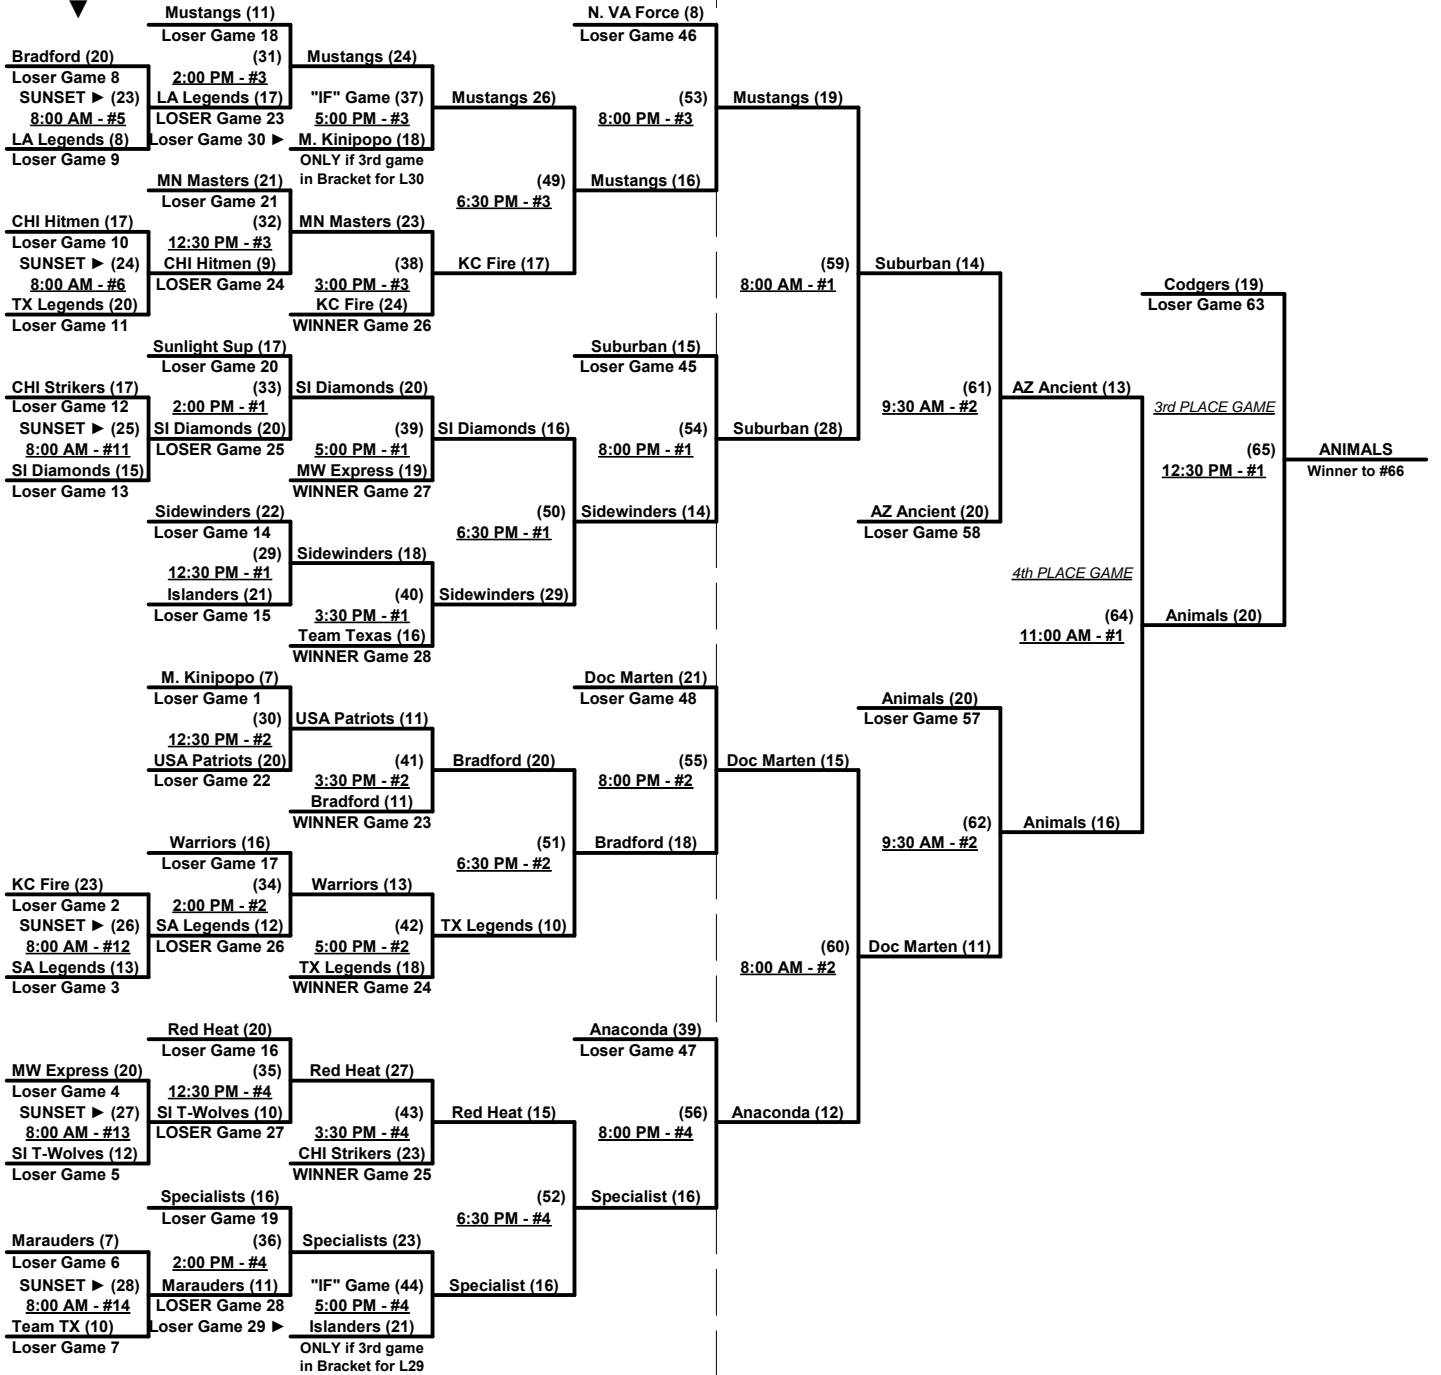 Mustangs (11)
Loser Game 18
N. VA Force (8)
Loser Game 46
Bradford (20)
Loser Game 8
(31)
2:00 PM - #3
Mustangs (24)
SUNSET ► (23)
8:00 AM - #5
LA Legends (17)
LOSER Game 23
"IF" Game (37)
5:00 PM - #3
Mustangs 26)
(53)
8:00 PM - #3
Mustangs (19)
LA Legends (8)
Loser Game 9
Loser Game 30 ►
M. Kinipopo (18)
ONLY if 3rd game
in Bracket for L30
MN Masters (21)
Loser Game 21
(49)
6:30 PM - #3
Mustangs (16)
CHI Hitmen (17)
Loser Game 10
(32)
12:30 PM - #3
MN Masters (23)
SUNSET ► (24)
8:00 AM - #6
CHI Hitmen (9)
LOSER Game 24
(38)
3:00 PM - #3
KC Fire (17)
(59)
8:00 AM - #1
Suburban (14)
TX Legends (20)
Loser Game 11
KC Fire (24)
WINNER Game 26
Codgers (19)
Loser Game 63
Sunlight Sup (17)
Loser Game 20
Suburban (15)
Loser Game 45
CHI Strikers (17)
Loser Game 12
(33)
2:00 PM - #1
SI Diamonds (20)
(61)
9:30 AM - #2
AZ Ancient (13)
3rd PLACE GAME
SUNSET ► (25)
8:00 AM - #11
SI Diamonds (20)
LOSER Game 25
(39)
5:00 PM - #1
SI Diamonds (16)
(54)
8:00 PM - #1
Suburban (28)
(65)
12:30 PM - #1
ANIMALS
Winner to #66
SI Diamonds (15)
Loser Game 13
MW Express (19)
WINNER Game 27
Sidewinders (22)
Loser Game 14
(50)
6:30 PM - #1
Sidewinders (14)
AZ Ancient (20)
Loser Game 58
(29)
12:30 PM - #1
Sidewinders (18)
4th PLACE GAME
Islanders (21)
Loser Game 15
(40)
3:30 PM - #1
Sidewinders (29)
(64)
11:00 AM - #1
Animals (20)
Team Texas (16)
WINNER Game 28
M. Kinipopo (7)
Loser Game 1
Doc Marten (21)
Loser Game 48
Animals (20)
Loser Game 57
(30)
12:30 PM - #2
USA Patriots (11)
USA Patriots (20)
Loser Game 22
(41)
3:30 PM - #2
Bradford (20)
(55)
8:00 PM - #2
Doc Marten (15)
Bradford (11)
WINNER Game 23
(62)
9:30 AM - #2
Animals (16)
Warriors (16)
Loser Game 17
(51)
6:30 PM - #2
Bradford (18)
KC Fire (23)
Loser Game 2
(34)
2:00 PM - #2
Warriors (13)
SUNSET ► (26)
8:00 AM - #12
SA Legends (12)
LOSER Game 26
(42)
5:00 PM - #2
TX Legends (10)
(60)
8:00 AM - #2
Doc Marten (11)
SA Legends (13)
Loser Game 3
TX Legends (18)
WINNER Game 24
Red Heat (20)
Loser Game 16
Anaconda (39)
Loser Game 47
MW Express (20)
Loser Game 4
(35)
12:30 PM - #4
Red Heat (27)
SUNSET ► (27)
8:00 AM - #13
SI T-Wolves (10)
LOSER Game 27
(43)
3:30 PM - #4
Red Heat (15)
(56)
8:00 PM - #4
Anaconda (12)
SI T-Wolves (12)
Loser Game 5
CHI Strikers (23)
WINNER Game 25
Specialists (16)
Loser Game 19
(52)
6:30 PM - #4
Specialist (16)
Marauders (7)
Loser Game 6
(36)
2:00 PM - #4
Specialists (23)
SUNSET ► (28)
8:00 AM - #14
Marauders (11)
LOSER Game 28
"IF" Game (44)
5:00 PM - #4
Specialist (16)
Team TX (10)
Loser Game 7
Loser Game 29 ►
Islanders (21)
ONLY if 3rd game
in Bracket for L29